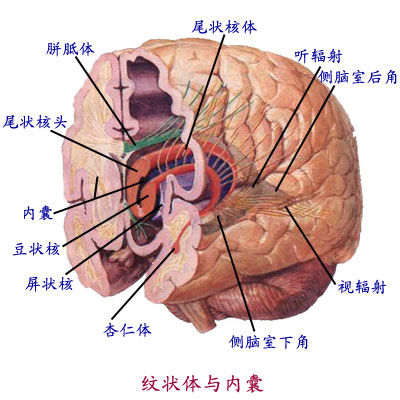 尾状核体
胼胝体
听辐射
侧脑室后角
尾状核头
内囊
豆状核
屏状核
视辐射
杏仁体
侧脑室下角
纹状体与内囊